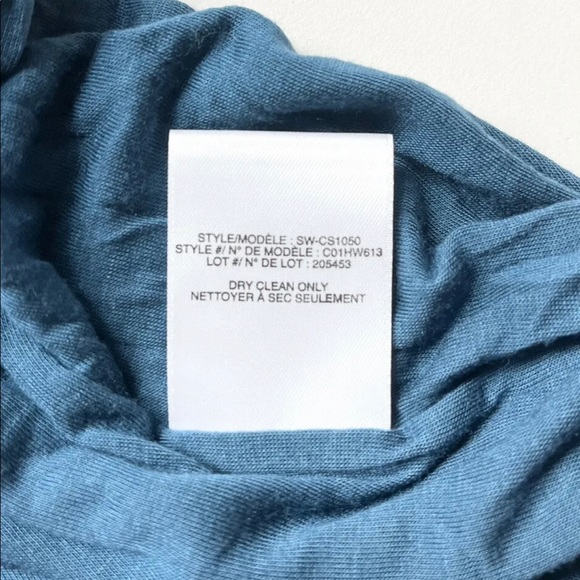 STYLE/MODÈLE : SW-CS1050
STYLE #/ N° DE MODÈLE : C01HW613
LOT #/ N° DE LOT : 205453
DRY CLEAN ONLY
NETTOYER À SEC SEULEMENT